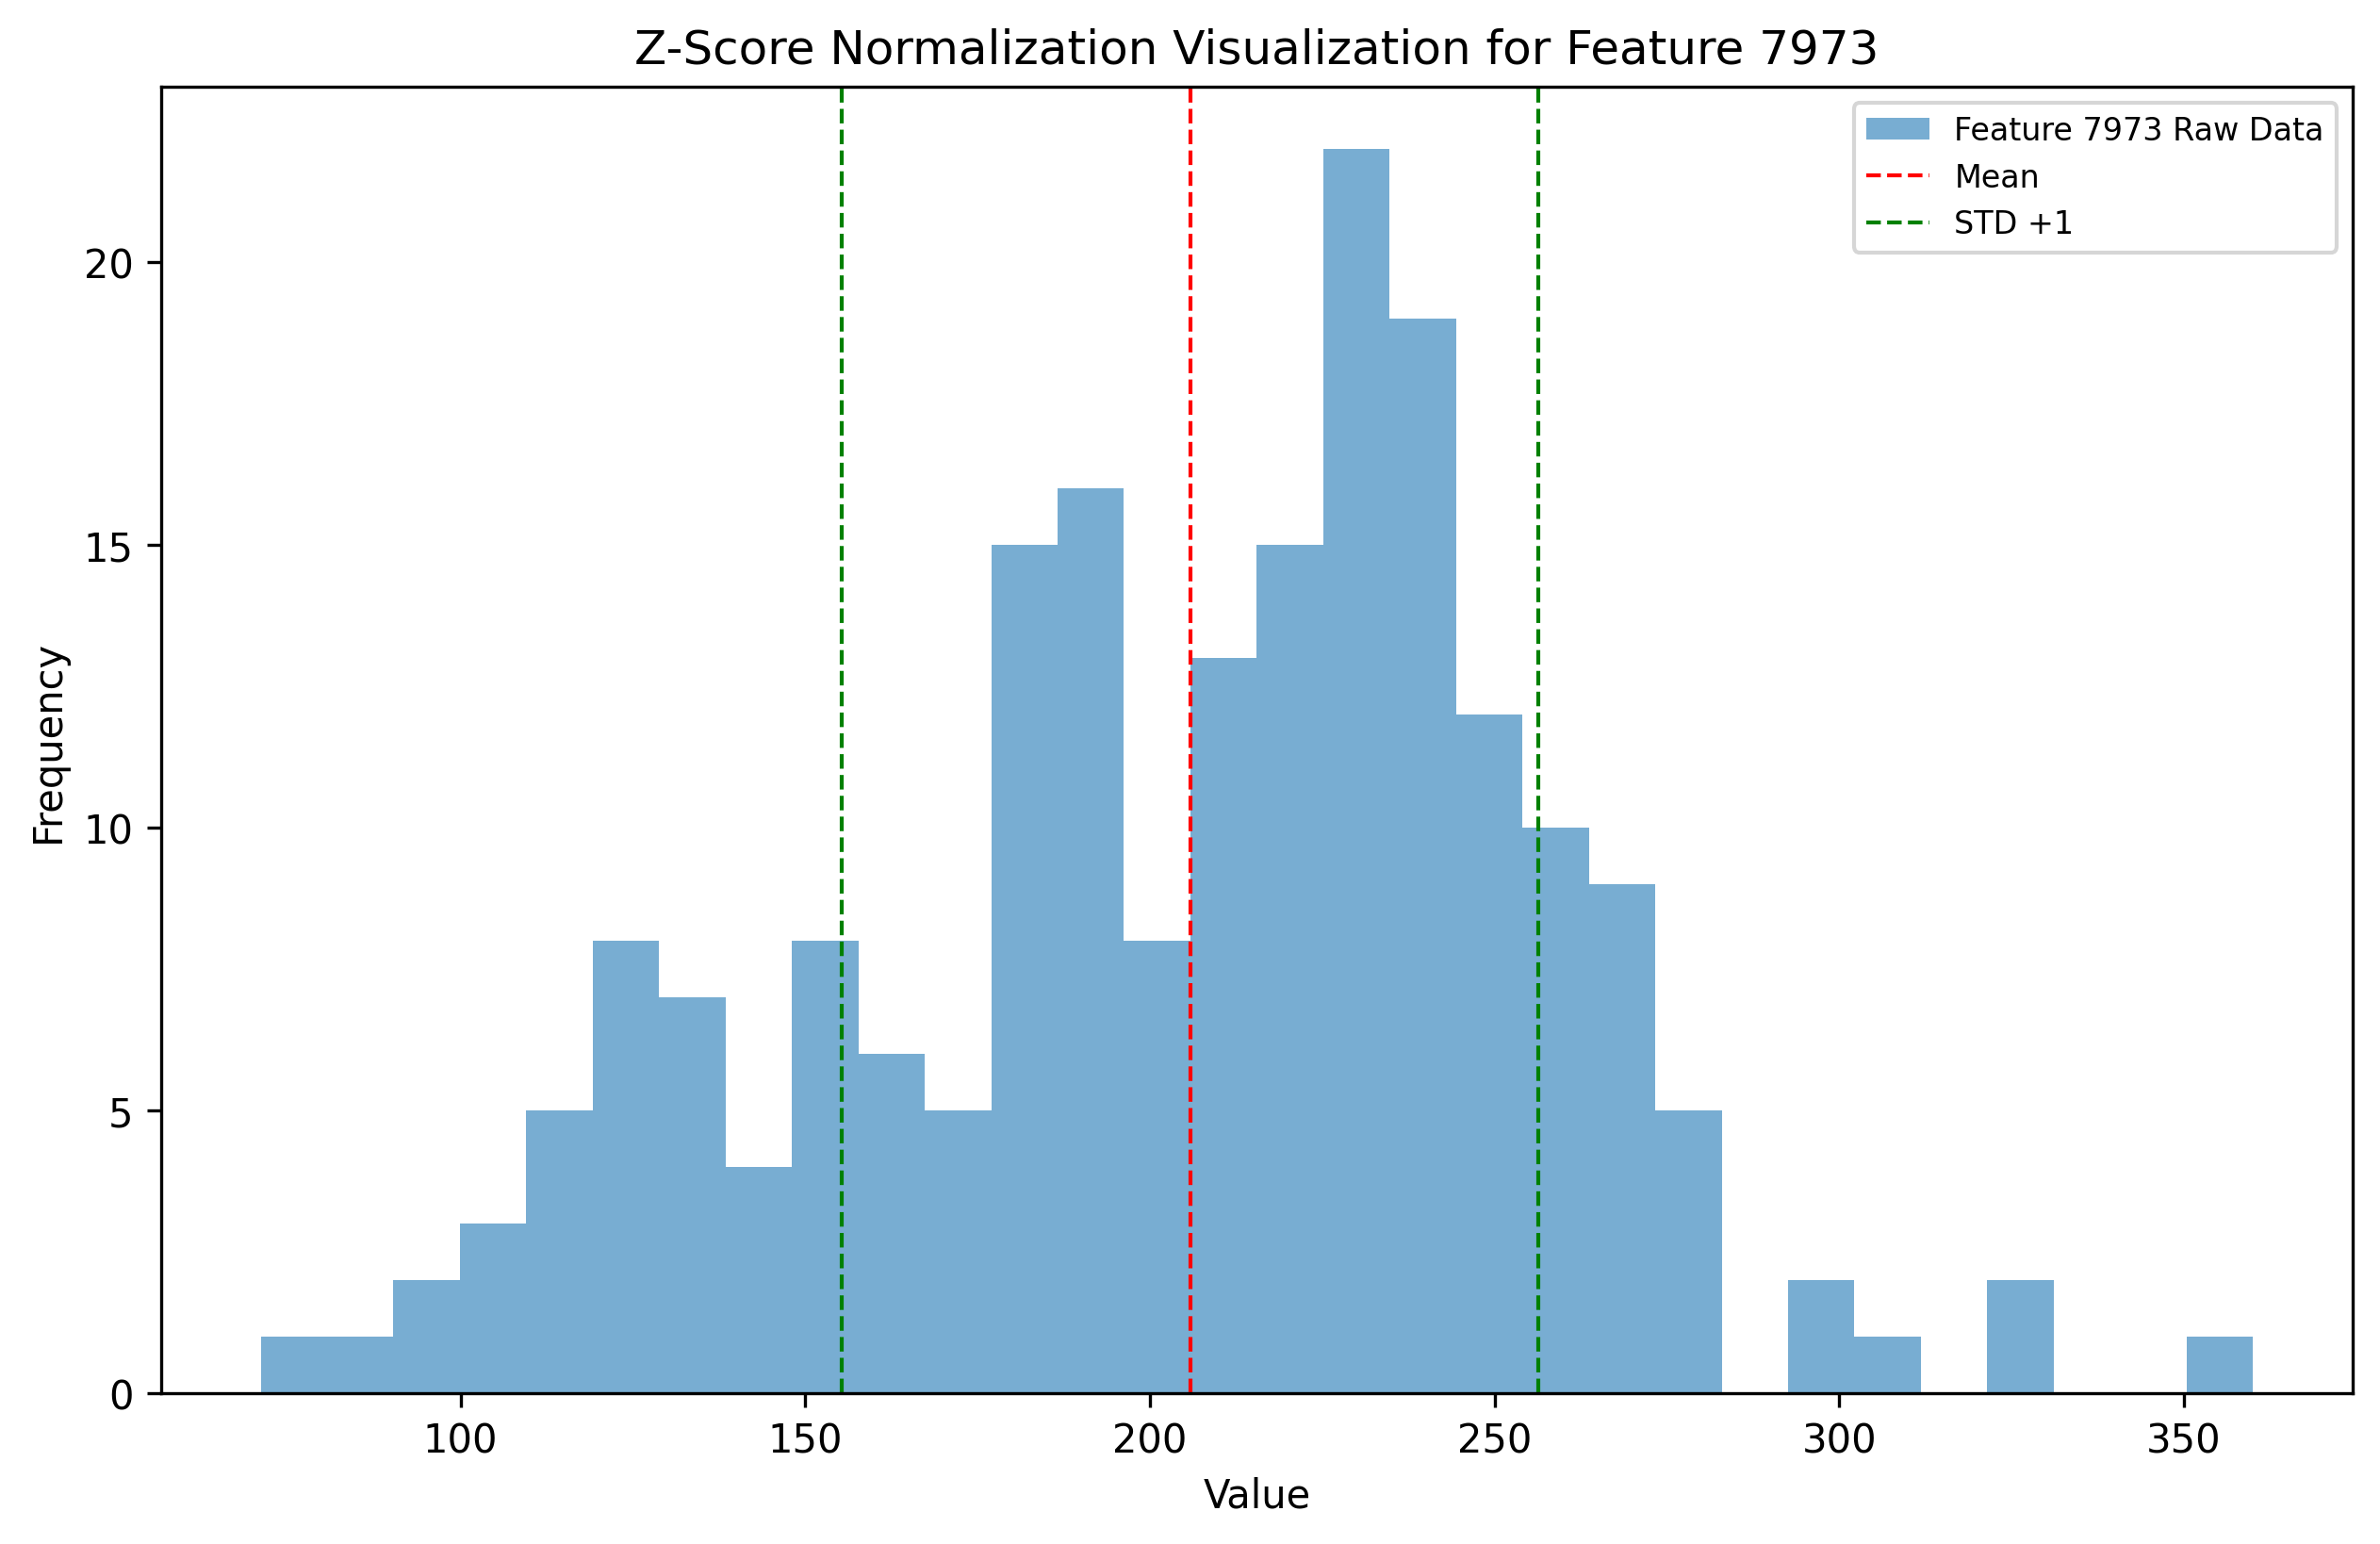 Z-Score Normalization Visualization for Feature 7973
Feature 7973 Raw Data
Mean
STD +1
Frequency
20
15
10
5
0
100 150 200 250 300 350
Value